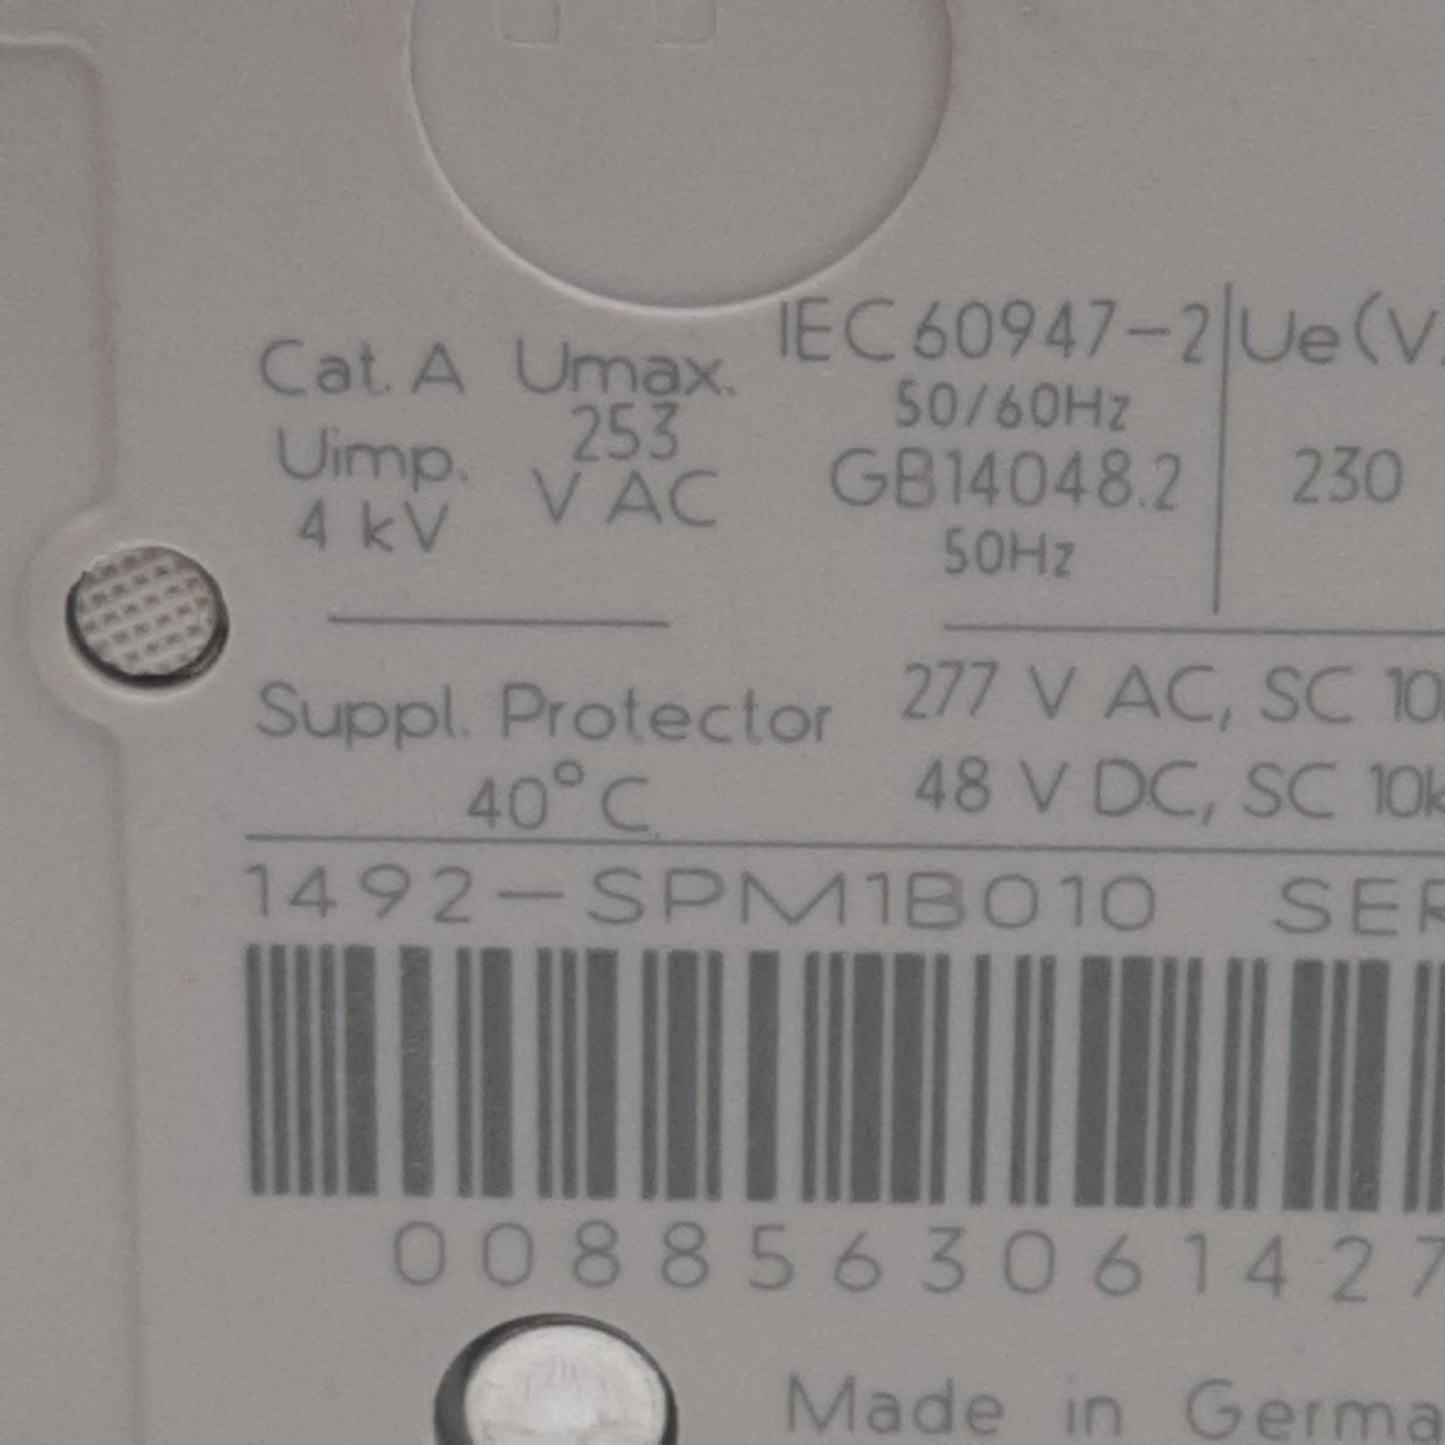 Cat. A Umax. IEC 60947-2 Ue (V
253 50/60Hz
Uimp. V AC GB14048.2 230
4 kV 50Hz
Suppl. Protector 277 V AC, SC 10
40°C 48 V DC, SC 10k
1492-SPM1B010 SER
0088563061427
Made in Germa